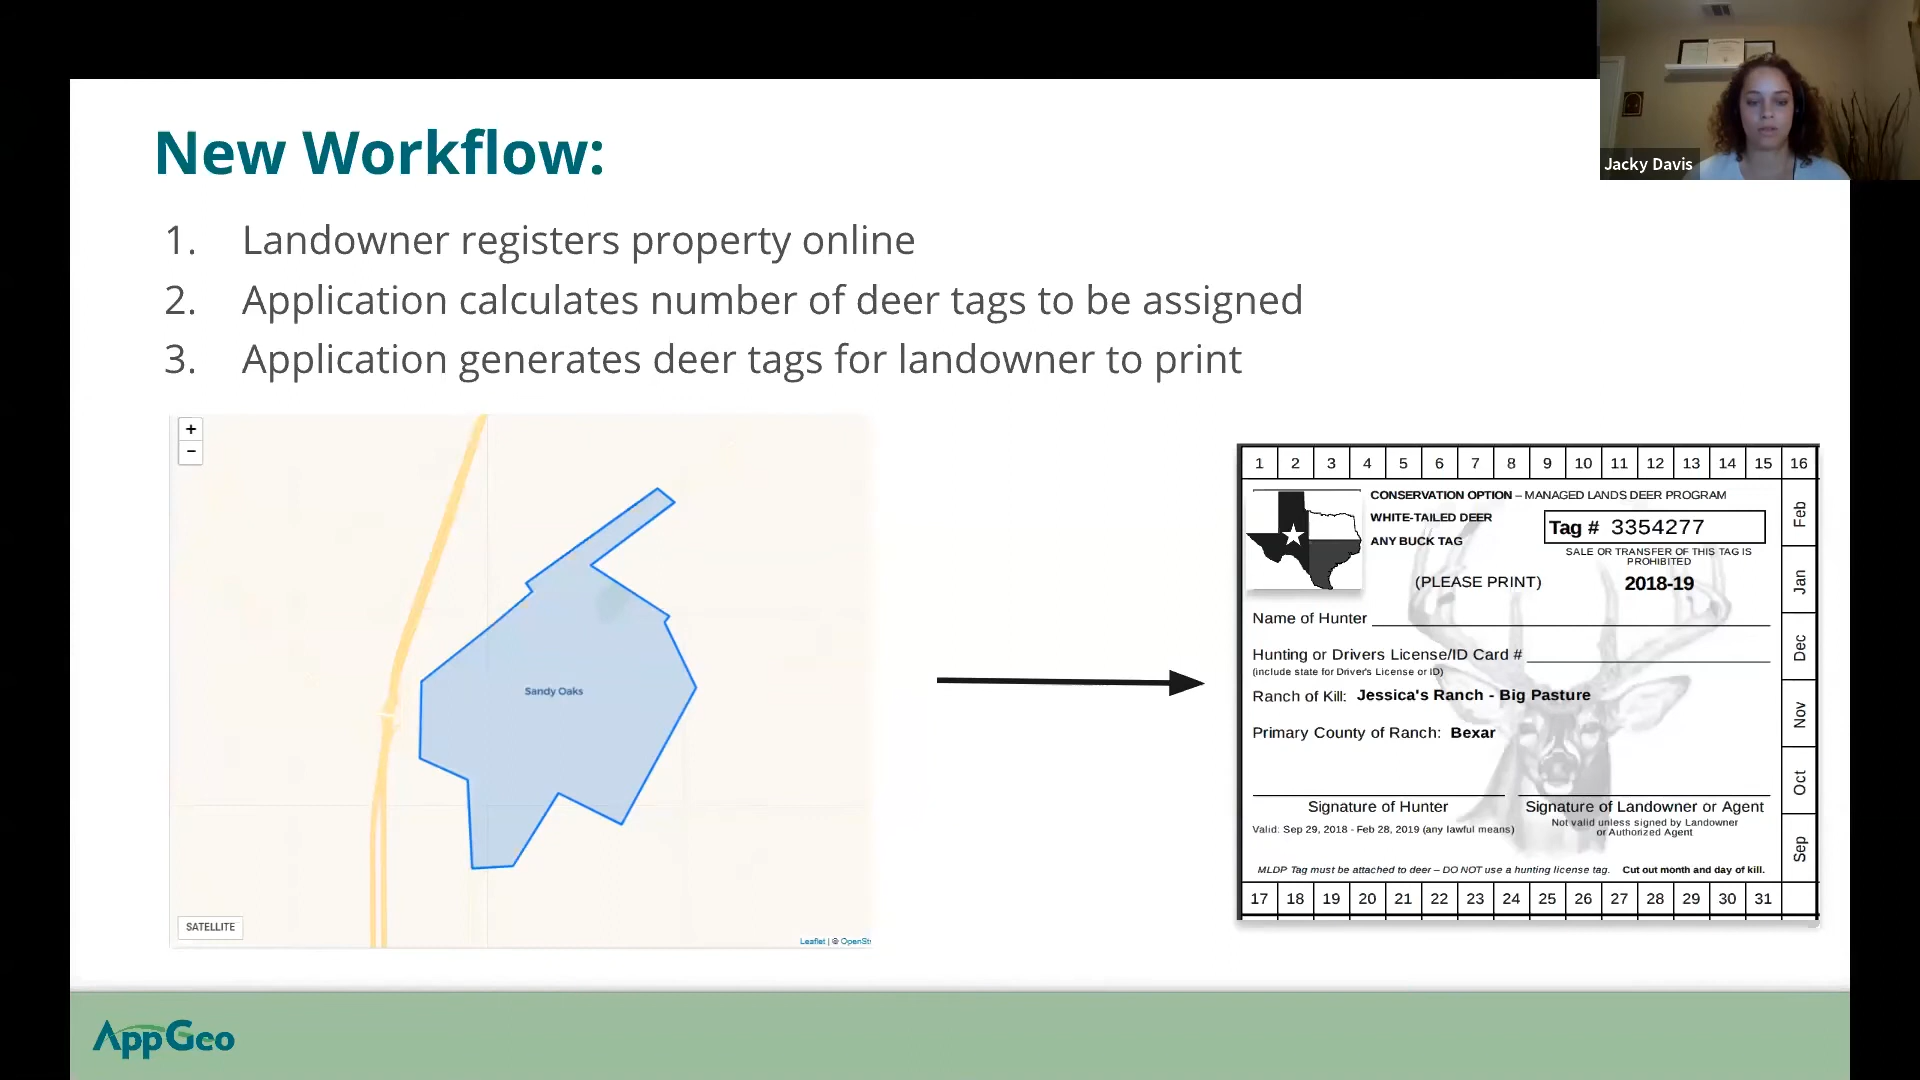 New Workflow:
Jacky Davis
1. Landowner registers property online
2. Application calculates number of deer tags to be assigned
3. Application generates deer tags for landowner to print
+
−
Sandy Oaks
SATELLITE
Leaflet | © OpenSt
1 2 3 4 5 6 7 8 9 10 11 12 13 14 15 16
CONSERVATION OPTION – MANAGED LANDS DEER PROGRAM
WHITE-TAILED DEER
Tag # 3354277
ANY BUCK TAG
SALE OR TRANSFER OF THIS TAG IS
PROHIBITED
(PLEASE PRINT)
2018-19
Name of Hunter
Hunting or Drivers License/ID Card #
(include state for Driver's License or ID)
Ranch of Kill: Jessica's Ranch - Big Pasture
Primary County of Ranch: Bexar
Signature of Hunter
Signature of Landowner or Agent
Not valid unless signed by Landowner
or Authorized Agent
Valid: Sep 29, 2018 - Feb 28, 2019 (any lawful means)
MLDP Tag must be attached to deer – DO NOT use a hunting license tag. Cut out month and day of kill.
Feb
Jan
Dec
Nov
Oct
Sep
17 18 19 20 21 22 23 24 25 26 27 28 29 30 31
AppGeo